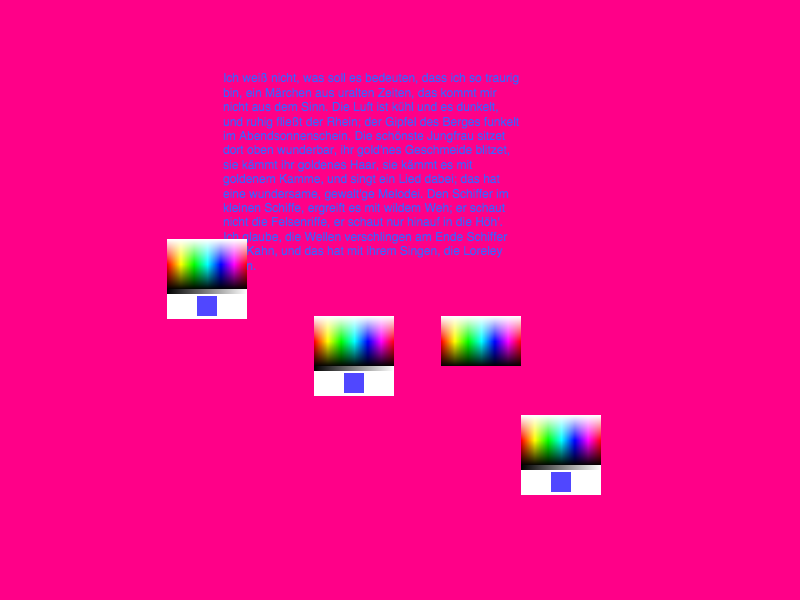 Ich weiß nicht, was soll es bedeuten, dass ich so traurig
bin, ein Märchen aus uralten Zeiten, das kommt mir
nicht aus dem Sinn. Die Luft ist kühl und es dunkelt,
und ruhig fließt der Rhein; der Gipfel des Berges funkelt
im Abendsonnenschein. Die schönste Jungfrau sitzet
dort oben wunderbar, Ihr goldnes Geschmeide blitzet,
sie kämmt ihr goldenes Haar, sie kämmt es mit
goldenem Kamme, und singt ein Lied dabei, das hat
eine wundersame, gewaltige Melodei. Den Schiffer im
kleinen Schiffe, ergreift es mit wildem Weh; er schaut
nicht die Felsenriffe, er schaut nur hinauf in die Höh'.
Ich glaube, die Wellen verschlingen am Ende Schiffer
Kahn, und das hat mit ihrem Singen, die Loreley